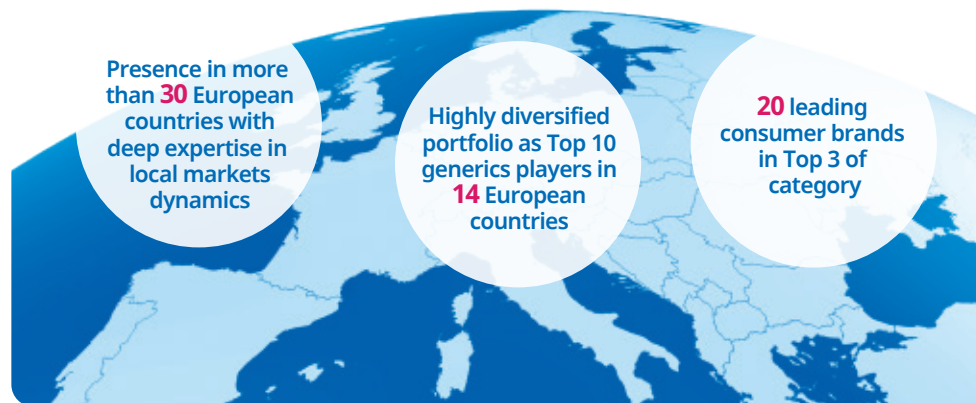 Presence in more
than 30 European
countries with
deep expertise in
local markets
dynamics
Highly diversified
portfolio as Top 10
generics players in
14 European
countries
20 leading
consumer brands
in Top 3 of
category